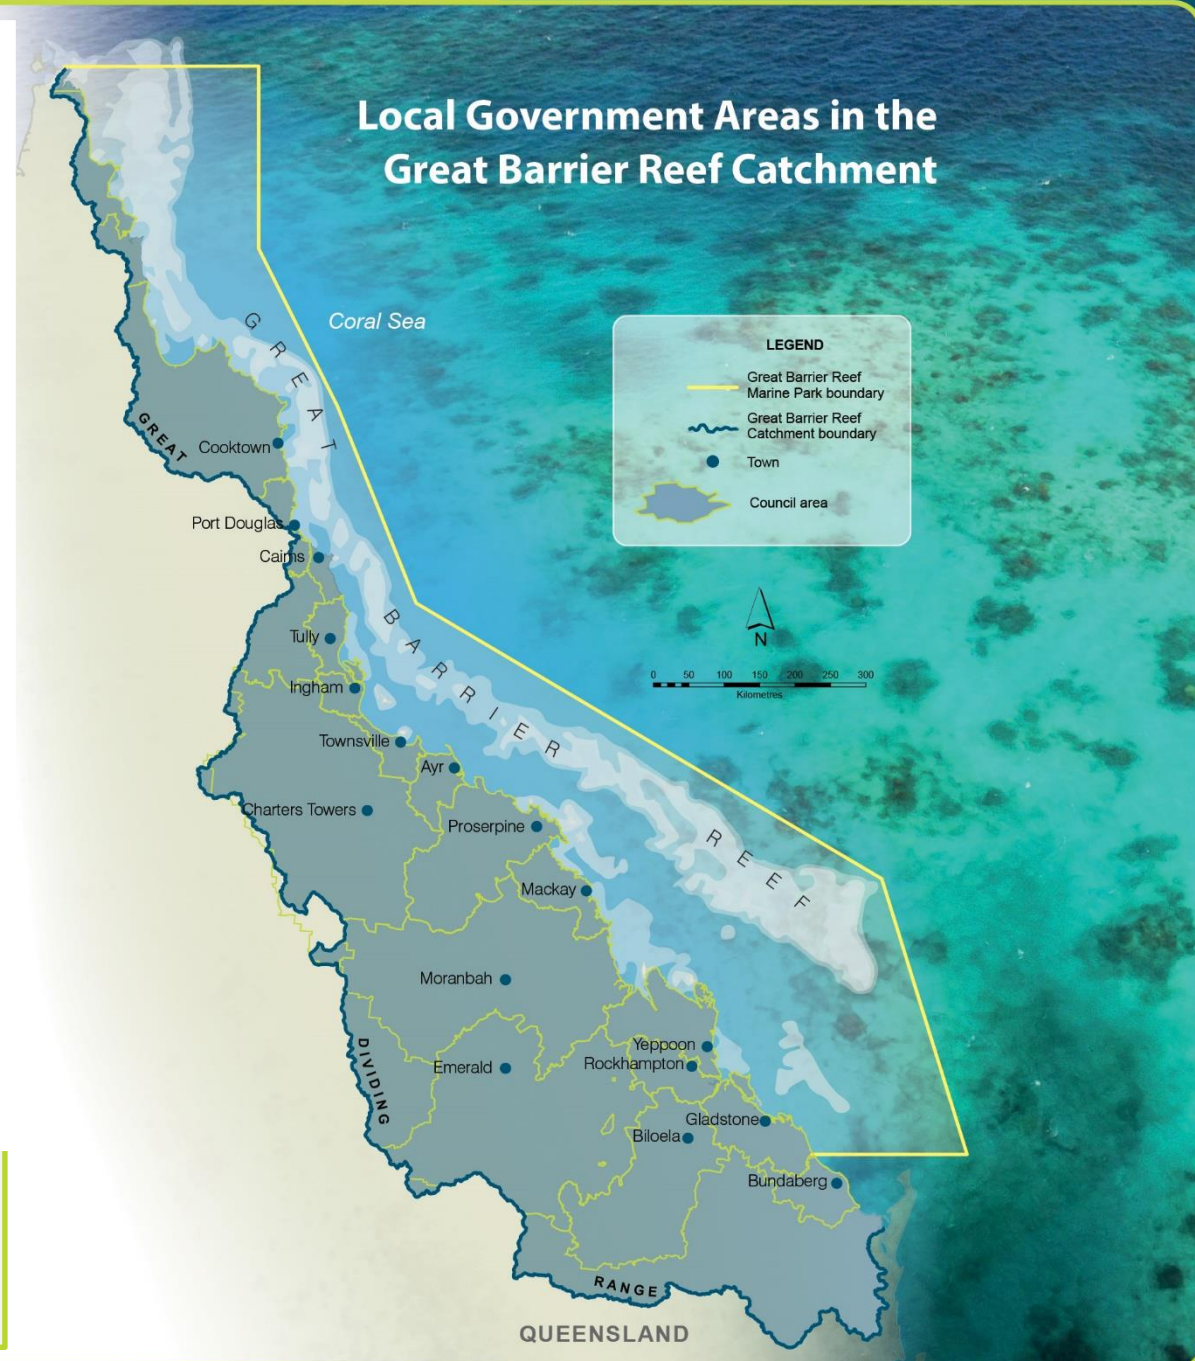 Local Government Areas in the
Great Barrier Reef Catchment
GREAT
Coral Sea
LEGEND
Great Barrier Reef
Marine Park boundary
Great Barrier Reef
Catchment boundary
Town
Council area
GREAT
Cooktown
Port Douglas
Cairns
N
0 50 100 150 200 250 300
Kilometres
BARRIER
Tully
Ingham
Townsville
Ayr
Charters Towers
Proserpine
REEF
Mackay
Moranbah
DIVIDING
Yeppoon
Emerald
Rockhampton
Gladstone
Biloela
Bundaberg
RANGE
QUEENSLAND